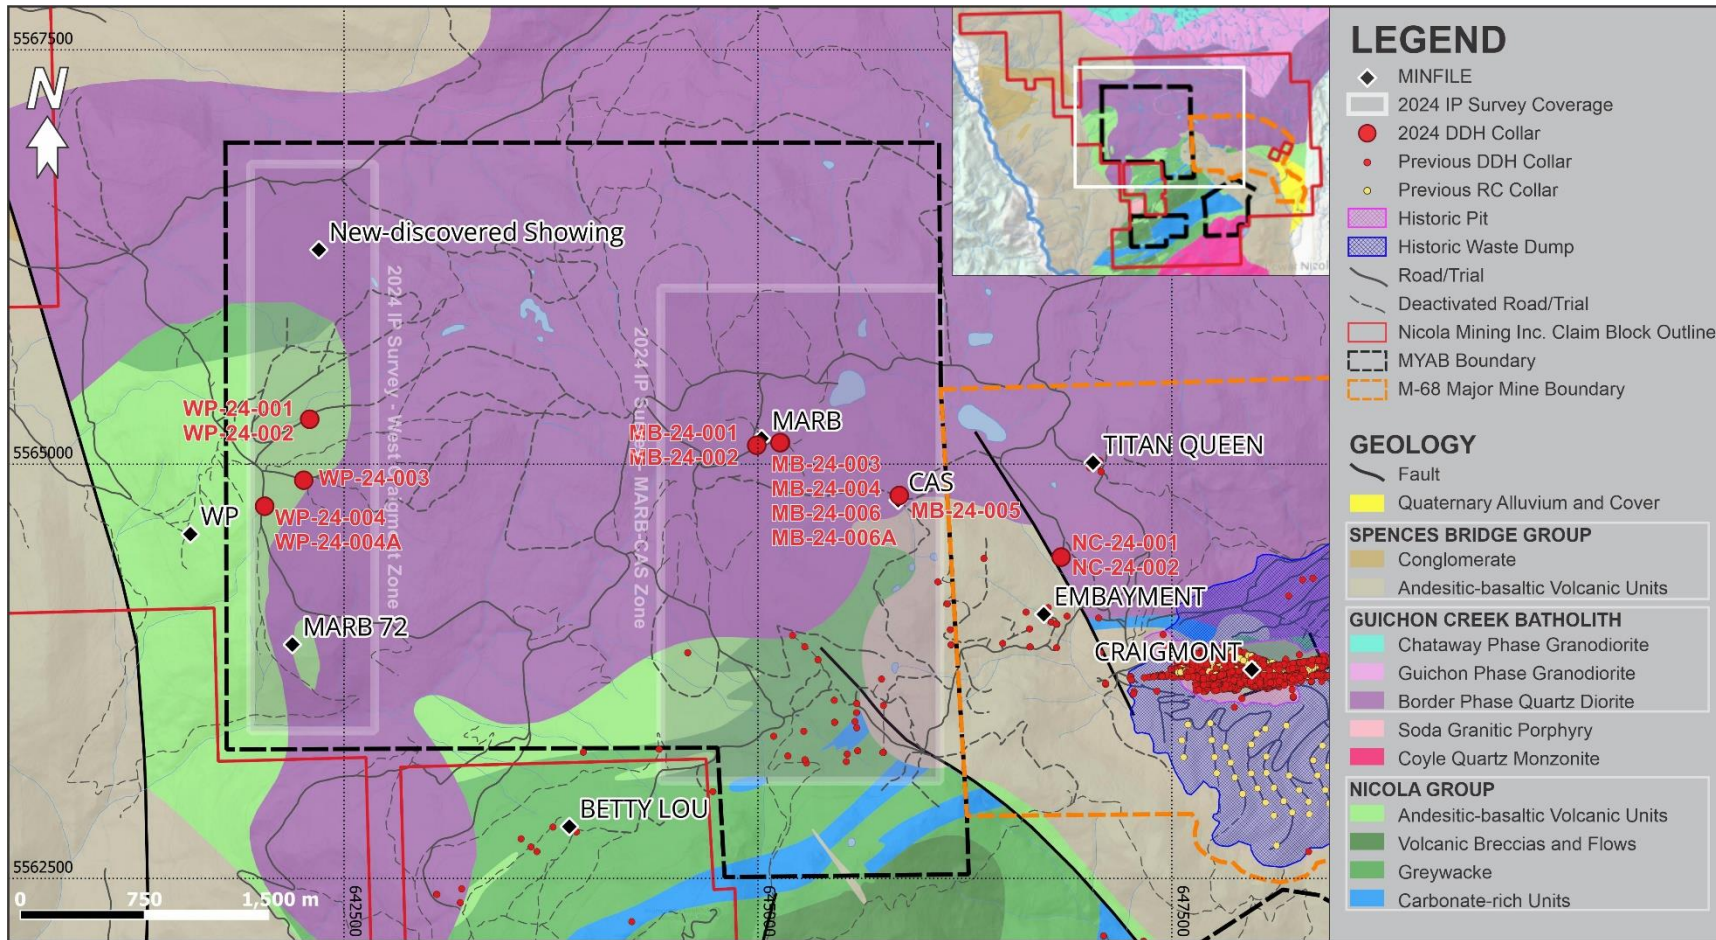 5567500
N
New-discovered Showing
2024 IP Survey - West Craigmont Zone
2024 IP Survey - MARB-CAS Zone
WP-24-001
WP-24-002
MB-24-001
MB-24-002
MARB
TITAN QUEEN
5565000
WP-24-003
MB-24-003
MB-24-004
MB-24-006
MB-24-006A
CAS
MB-24-005
WP
WP-24-004
WP-24-004A
NC-24-001
NC-24-002
EMBAYMENT
MARB 72
CRAIGMONT
BETTY LOU
5562500
0 750 1,500 m
642500
645000
647500
LEGEND
MINFILE
2024 IP Survey Coverage
2024 DDH Collar
Previous DDH Collar
Previous RC Collar
Historic Pit
Historic Waste Dump
Road/Trial
Deactivated Road/Trial
Nicola Mining Inc. Claim Block Outline
MYAB Boundary
M-68 Major Mine Boundary
GEOLOGY
Fault
Quaternary Alluvium and Cover
SPENCES BRIDGE GROUP
Conglomerate
Andesitic-basaltic Volcanic Units
GUICHON CREEK BATHOLITH
Chataway Phase Granodiorite
Guichon Phase Granodiorite
Border Phase Quartz Diorite
Soda Granitic Porphyry
Coyle Quartz Monzonite
NICOLA GROUP
Andesitic-basaltic Volcanic Units
Volcanic Breccias and Flows
Greywacke
Carbonate-rich Units